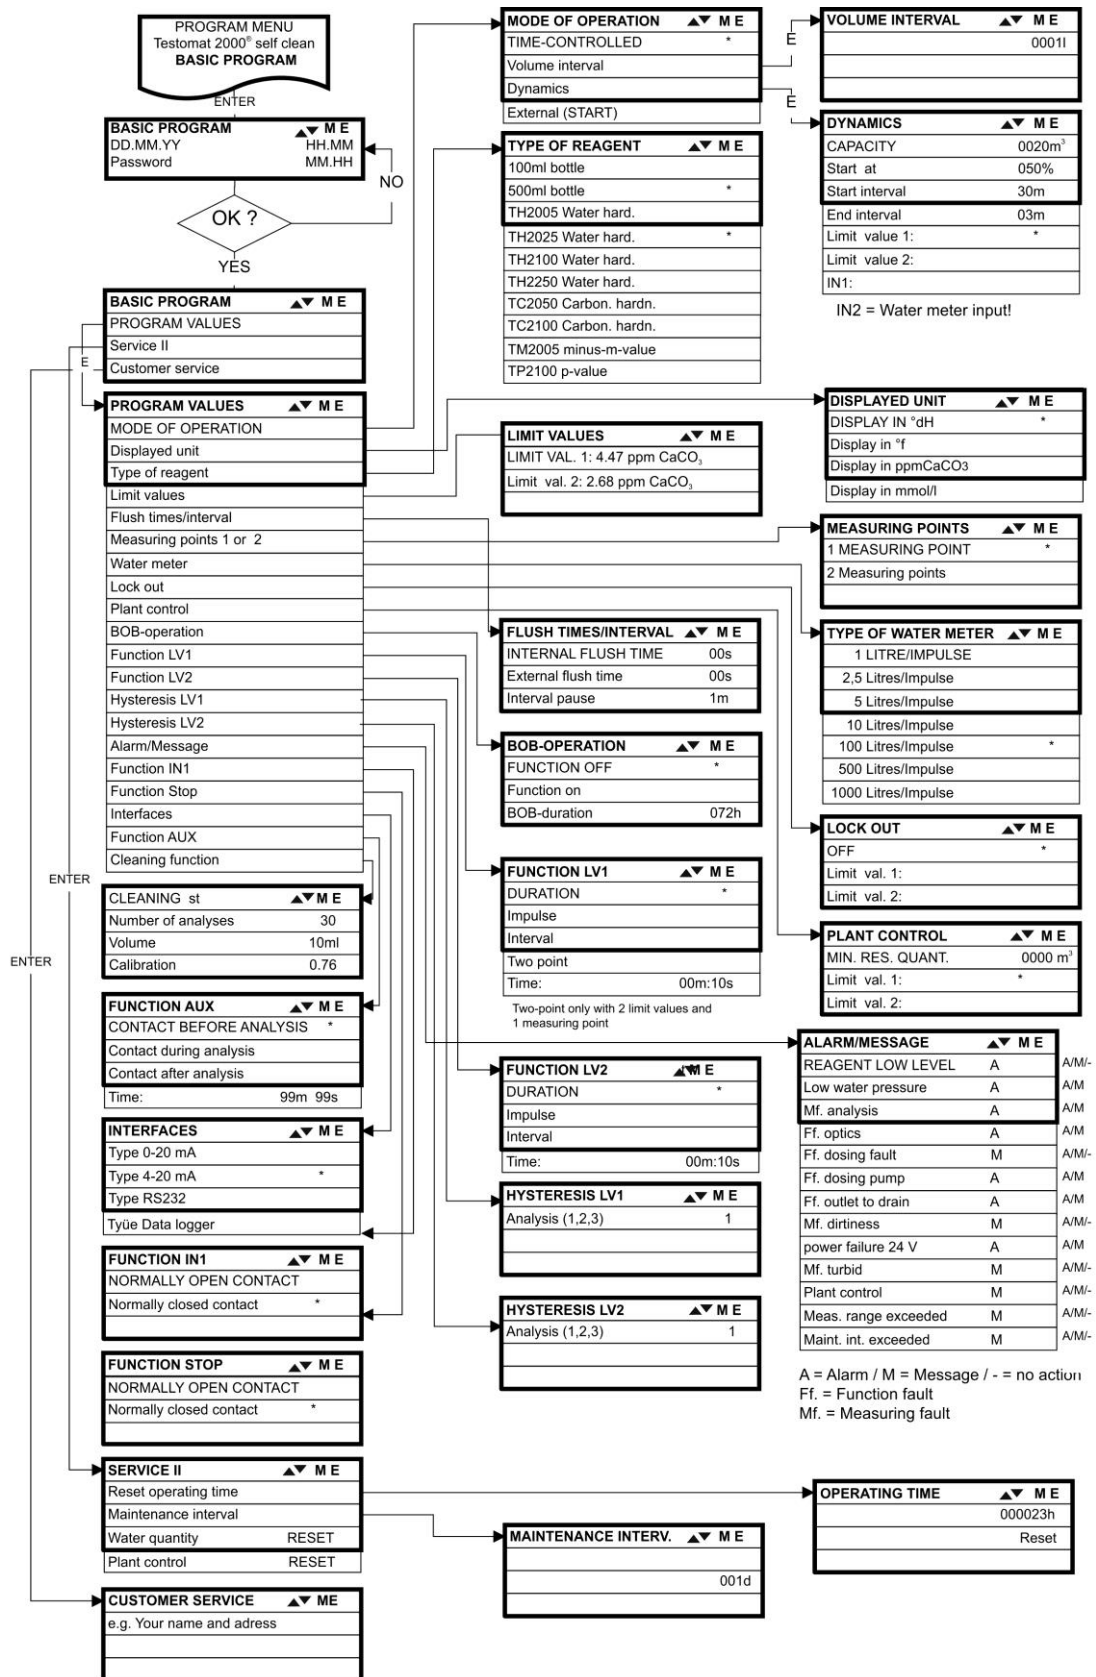 PROGRAM MENU
Testomat 2000® self clean
BASIC PROGRAM
ENTER
BASIC PROGRAM ▲▼ M E
DD.MM.YY HH.MM
Password MM.HH
NO
OK ?
YES
BASIC PROGRAM ▲▼ M E
PROGRAM VALUES
Service II
Customer service
E
PROGRAM VALUES ▲▼ M E
MODE OF OPERATION
Displayed unit
Type of reagent
Limit values
Flush times/interval
Measuring points 1 or 2
Water meter
Lock out
Plant control
BOB-operation
Function LV1
Function LV2
Hysteresis LV1
Hysteresis LV2
Alarm/Message
Function IN1
Function Stop
Interfaces
Function AUX
Cleaning function
ENTER
ENTER
CLEANING st ▲▼ M E
Number of analyses 30
Volume 10ml
Calibration 0.76
FUNCTION AUX ▲▼ M E
CONTACT BEFORE ANALYSIS *
Contact during analysis
Contact after analysis
Time: 99m 99s
INTERFACES ▲▼ M E
Type 0-20 mA
Type 4-20 mA *
Type RS232
Tyüe Data logger
FUNCTION IN1 ▲▼ M E
NORMALLY OPEN CONTACT
Normally closed contact *
FUNCTION STOP ▲▼ M E
NORMALLY OPEN CONTACT
Normally closed contact *
SERVICE II ▲▼ M E
Reset operating time
Maintenance interval
Water quantity RESET
Plant control RESET
CUSTOMER SERVICE ▲▼ ME
e.g. Your name and adress
MODE OF OPERATION ▲▼ M E
TIME-CONTROLLED *
Volume interval
Dynamics
External (START)
E
E
TYPE OF REAGENT ▲▼ M E
100ml bottle
500ml bottle *
TH2005 Water hard.
TH2025 Water hard. *
TH2100 Water hard.
TH2250 Water hard.
TC2050 Carbon. hardn.
TC2100 Carbon. hardn.
TM2005 minus-m-value
TP2100 p-value
LIMIT VALUES ▲▼ M E
LIMIT VAL. 1: 4.47 ppm CaCO₃
Limit val. 2: 2.68 ppm CaCO₃
FLUSH TIMES/INTERVAL ▲▼ M E
INTERNAL FLUSH TIME 00s
External flush time 00s
Interval pause 1m
BOB-OPERATION ▲▼ M E
FUNCTION OFF *
Function on
BOB-duration 072h
FUNCTION LV1 ▲▼ M E
DURATION *
Impulse
Interval
Two point
Time: 00m:10s
Two-point only with 2 limit values and
1 measuring point
FUNCTION LV2 ▲▼ M E
DURATION *
Impulse
Interval
Time: 00m:10s
HYSTERESIS LV1 ▲▼ M E
Analysis (1,2,3) 1
HYSTERESIS LV2 ▲▼ M E
Analysis (1,2,3) 1
MAINTENANCE INTERV. ▲▼ M E
001d
VOLUME INTERVAL ▲▼ M E
0001l
DYNAMICS ▲▼ M E
CAPACITY 0020m³
Start at 050%
Start interval 30m
End interval 03m
Limit value 1: *
Limit value 2:
IN1:
IN2 = Water meter input!
DISPLAYED UNIT ▲▼ M E
DISPLAY IN °dH *
Display in °f
Display in ppmCaCO3
Display in mmol/l
MEASURING POINTS ▲▼ M E
1 MEASURING POINT *
2 Measuring points
TYPE OF WATER METER ▲▼ M E
1 LITRE/IMPULSE
2,5 Litres/Impulse
5 Litres/Impulse
10 Litres/Impulse
100 Litres/Impulse *
500 Litres/Impulse
1000 Litres/Impulse
LOCK OUT ▲▼ M E
OFF *
Limit val. 1:
Limit val. 2:
PLANT CONTROL ▲▼ M E
MIN. RES. QUANT. 0000 m³
Limit val. 1: *
Limit val. 2:
ALARM/MESSAGE ▲▼ M E
REAGENT LOW LEVEL A A/M/-
Low water pressure A A/M
Mf. analysis A A/M
Ff. optics A A/M
Ff. dosing fault M A/M/-
Ff. dosing pump A A/M
Ff. outlet to drain A A/M
Mf. dirtiness M A/M/-
power failure 24 V A A/M
Mf. turbid M A/M/-
Plant control M A/M/-
Meas. range exceeded M A/M/-
Maint. int. exceeded M A/M/-
A = Alarm / M = Message / - = no action
Ff. = Function fault
Mf. = Measuring fault
OPERATING TIME ▲▼ M E
000023h
Reset